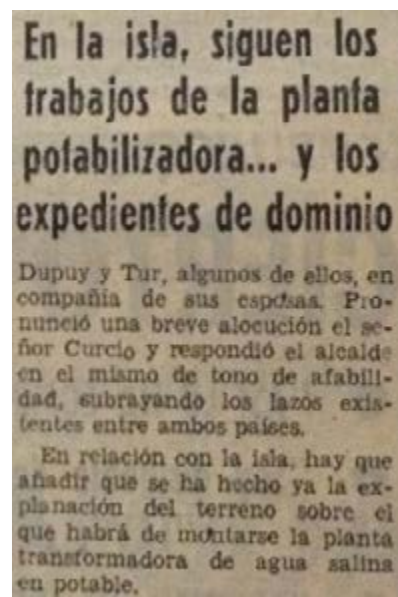 En la isla, siguen los
trabajos de la planta
potabilizadora... y los
expedientes de dominio
Dupuy y Tur, algunos de ellos, en
compañía de sus esposas. Pro-
nunció una breve alocución el se-
ñor Curcio y respondió el alcalde
en el mismo de tono de afabili-
dad, subrayando los lazos exis-
tentes entre ambos países.
En relación con la isla, hay que
añadir que se ha hecho ya la ex-
planación del terreno sobre el
que habrá de montarse la planta
transformadora de agua salina
en potable.